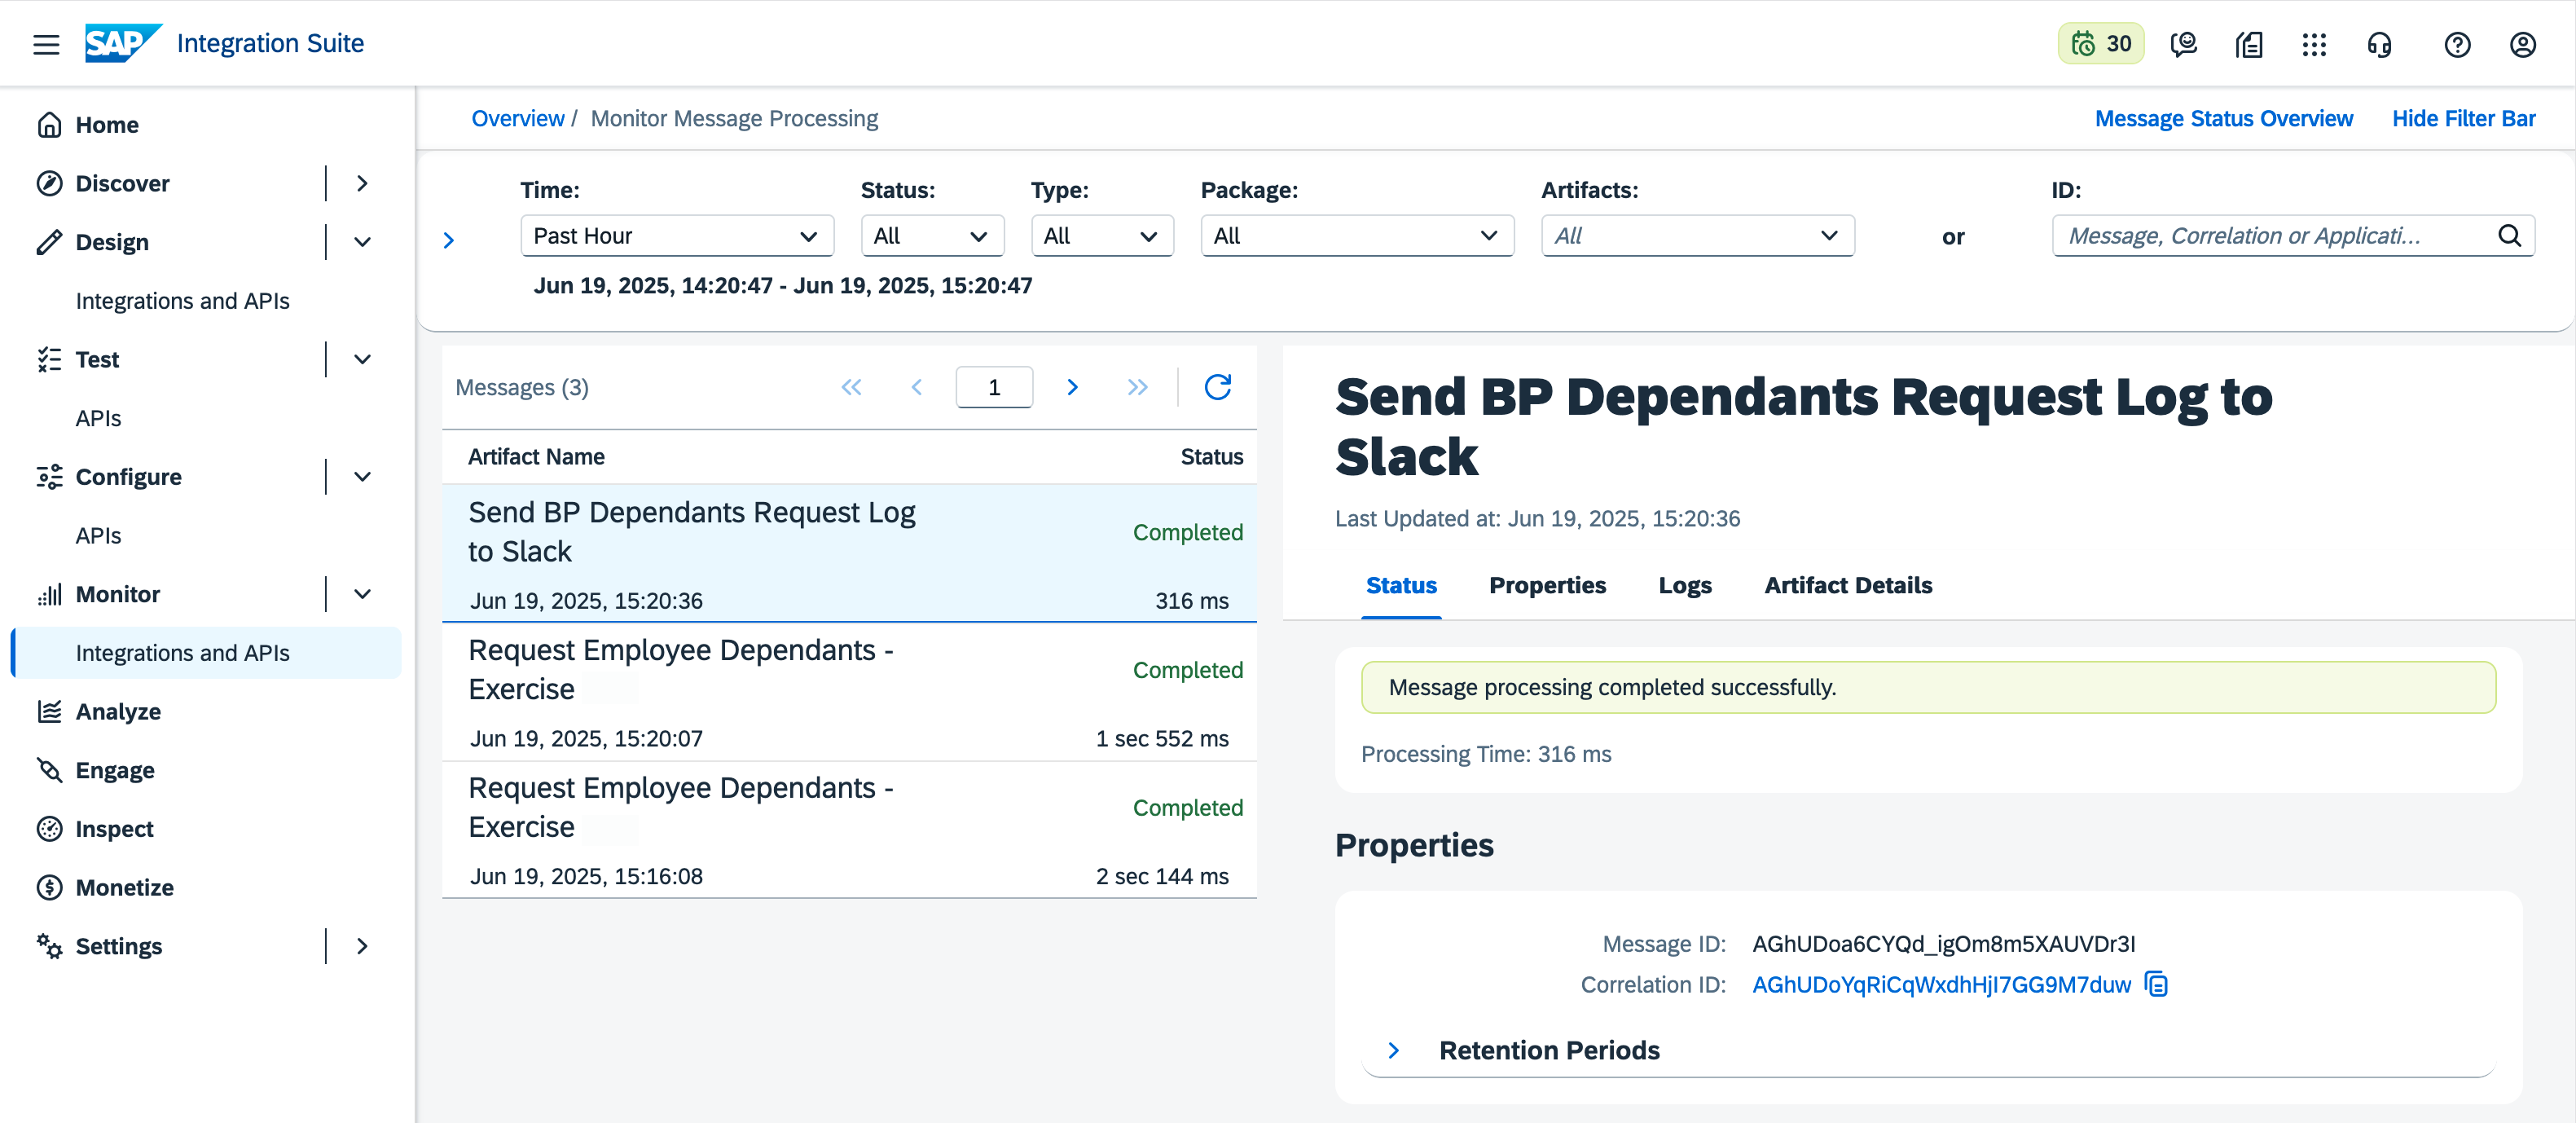 SAP Integration Suite
30
Home
Discover
Design
Integrations and APIs
Test
APIs
Configure
APIs
Monitor
Integrations and APIs
Analyze
Engage
Inspect
Monetize
Settings
Overview / Monitor Message Processing
Message Status Overview Hide Filter Bar
Time: Status: Type: Package: Artifacts: ID:
Past Hour All All All All or Message, Correlation or Applicati...
Jun 19, 2025, 14:20:47 - Jun 19, 2025, 15:20:47
Messages (3) 1
Artifact Name Status
Send BP Dependants Request Log
to Slack
Completed
Jun 19, 2025, 15:20:36 316 ms
Request Employee Dependants -
Exercise
Completed
Jun 19, 2025, 15:20:07 1 sec 552 ms
Request Employee Dependants -
Exercise
Completed
Jun 19, 2025, 15:16:08 2 sec 144 ms
Send BP Dependants Request Log to
Slack
Last Updated at: Jun 19, 2025, 15:20:36
Status Properties Logs Artifact Details
Message processing completed successfully.
Processing Time: 316 ms
Properties
Message ID: AGhUDoa6CYQd_igOm8m5XAUVDr3I
Correlation ID: AGhUDoYqRiCqWxdhHjI7GG9M7duw
Retention Periods